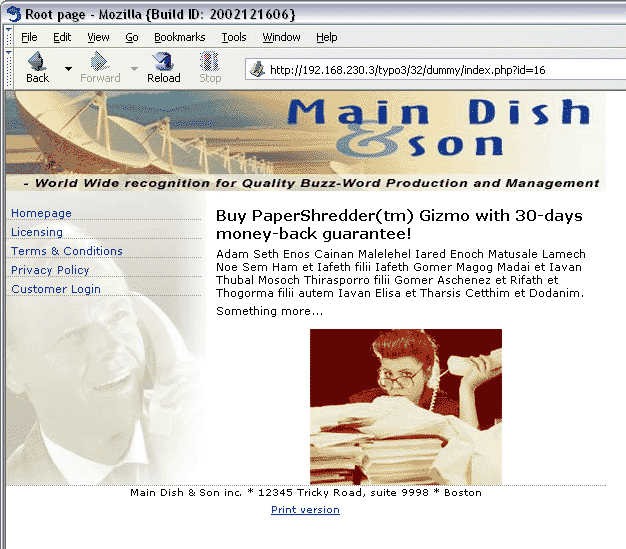 Root page - Mozilla {Build ID: 2002121606}
File Edit View Go Bookmarks Tools Window Help
Back Forward Reload Stop
http://192.168.230.3/typo3/32/dummy/index.php?id=16
Main Dish
& son
- World Wide recognition for Quality Buzz-Word Production and Management
Homepage
Licensing
Terms & Conditions
Privacy Policy
Customer Login
Buy PaperShredder(tm) Gizmo with 30-days
money-back guarantee!
Adam Seth Enos Cainan Malelehel Iared Enoch Matusale Lamech
Noe Sem Ham et Iafeth filii Iafeth Gomer Magog Madai et Iavan
Thubal Mosoch Thirasporro filii Gomer Aschenez et Rifath et
Thogorma filii autem Iavan Elisa et Tharsis Cetthim et Dodanim.
Something more...
Main Dish & Son inc. * 12345 Tricky Road, suite 9998 * Boston
Print version